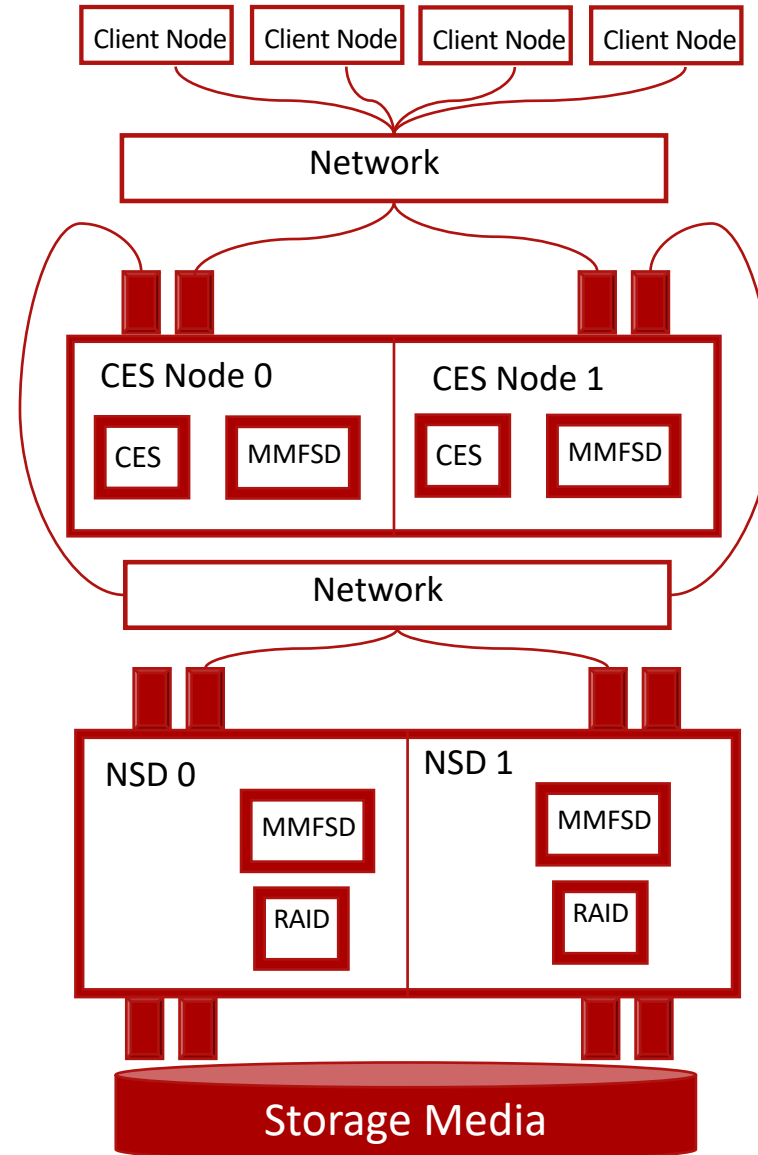 Client Node
Client Node
Client Node
Client Node
Network
CES Node 0
CES Node 1
CES
MMFSD
CES
MMFSD
Network
NSD 0
NSD 1
MMFSD
MMFSD
RAID
RAID
Storage Media